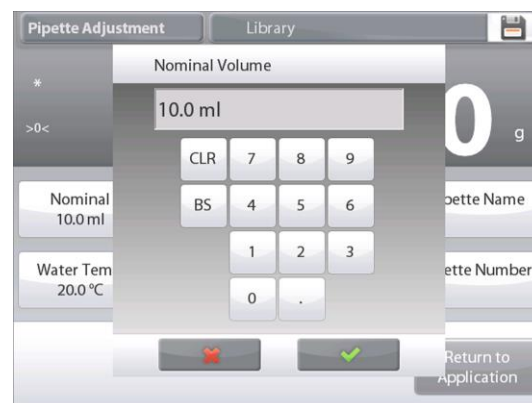 Pipette Adjustment
Library
Nominal Volume
10.0 ml
*
>0<
0
g
CLR 7 8 9
BS 4 5 6
1 2 3
0 .
Nominal
10.0 ml
Water Tem
20.0 °C
pette Name
ette Number
Return to
Application